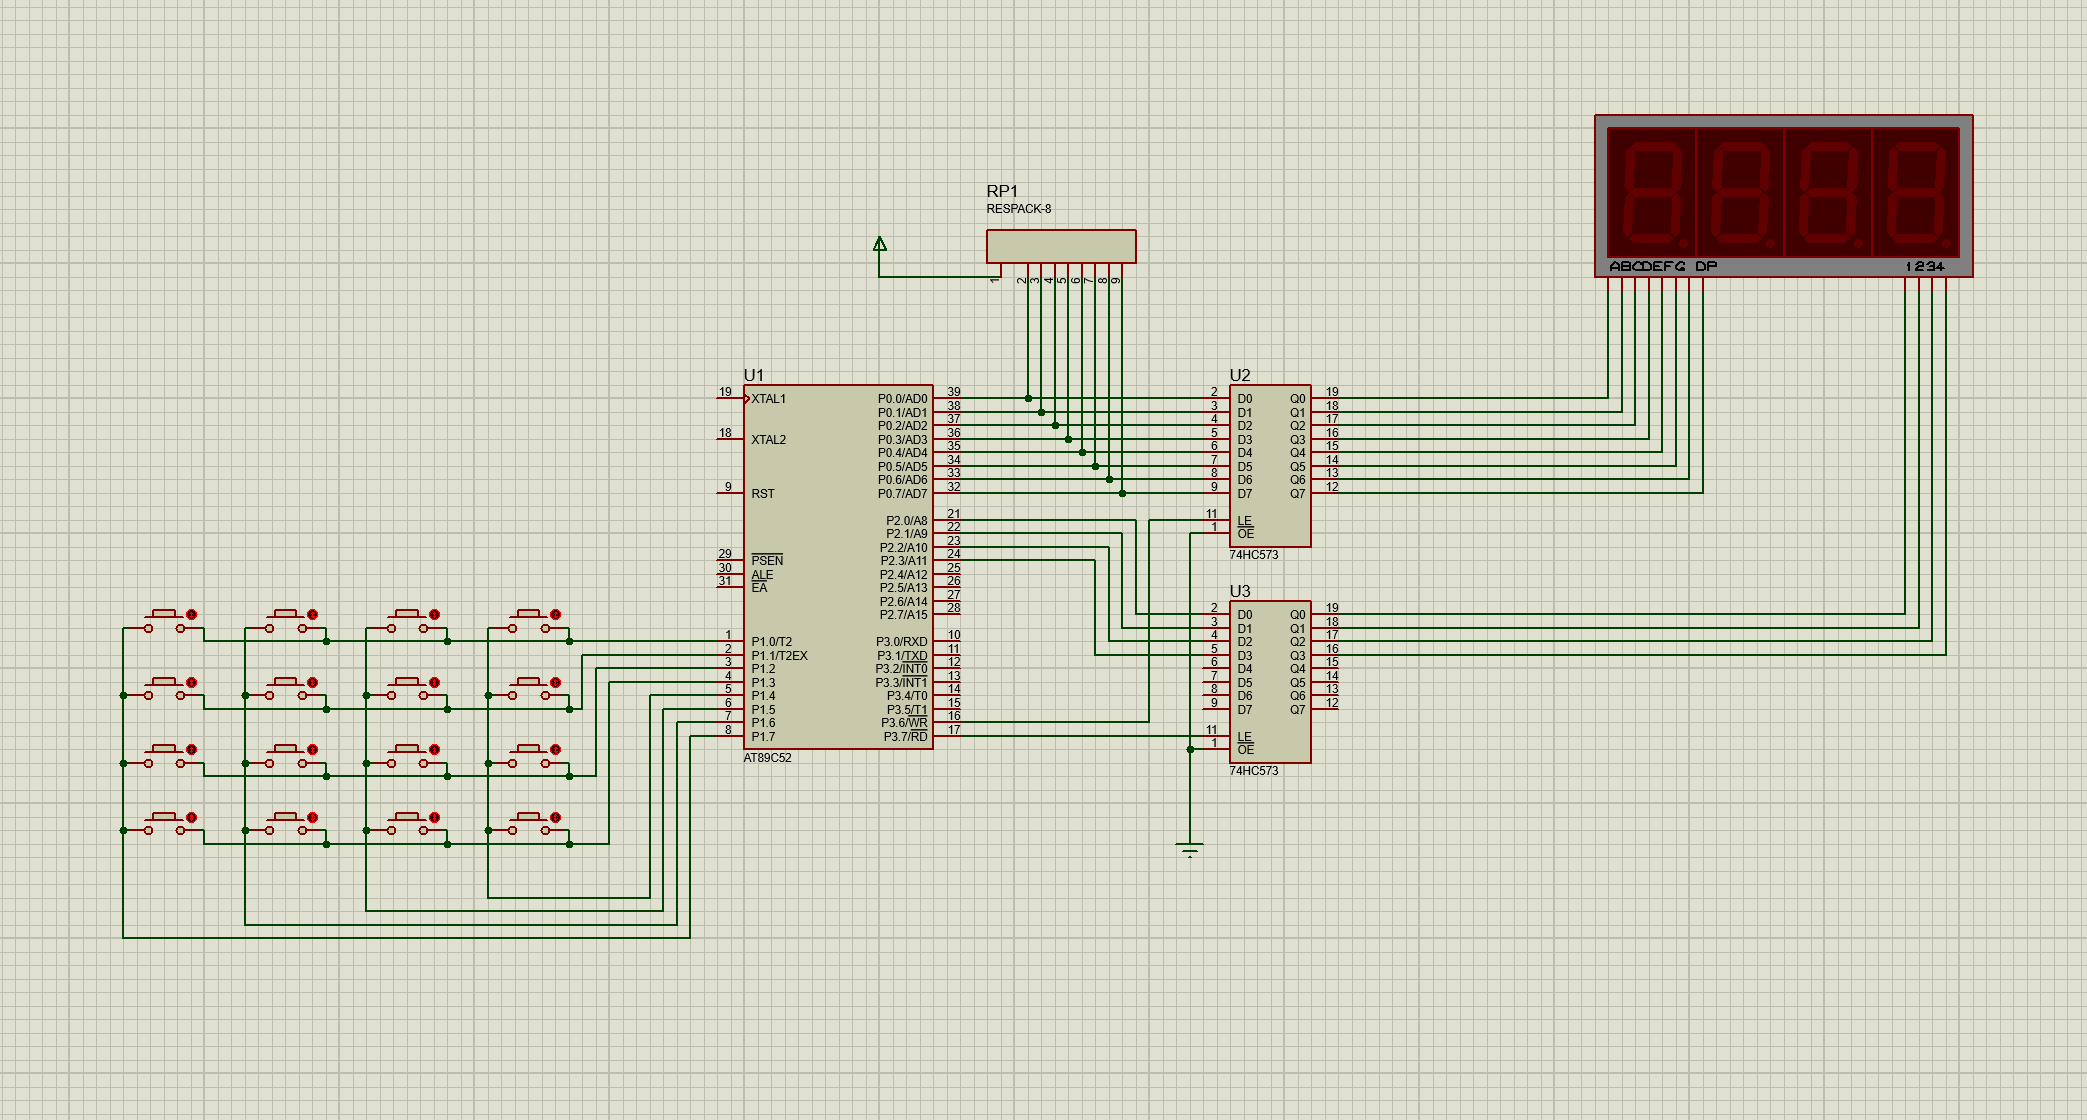 RP1
RESPACK-8
1 2 3 4 5 6 7 8 9
ABCDEFG DP
1234
U1
19 XTAL1
18 XTAL2
9 RST
29 PSEN
30 ALE
31 EA
1 P1.0/T2
2 P1.1/T2EX
3 P1.2
4 P1.3
5 P1.4
6 P1.5
7 P1.6
8 P1.7
P0.0/AD0 39
P0.1/AD1 38
P0.2/AD2 37
P0.3/AD3 36
P0.4/AD4 35
P0.5/AD5 34
P0.6/AD6 33
P0.7/AD7 32
P2.0/A8 21
P2.1/A9 22
P2.2/A10 23
P2.3/A11 24
P2.4/A12 25
P2.5/A13 26
P2.6/A14 27
P2.7/A15 28
P3.0/RXD 10
P3.1/TXD 11
P3.2/INT0 12
P3.3/INT1 13
P3.4/T0 14
P3.5/T1 15
P3.6/WR 16
P3.7/RD 17
AT89C52
U2
2 D0 Q0 19
3 D1 Q1 18
4 D2 Q2 17
5 D3 Q3 16
6 D4 Q4 15
7 D5 Q5 14
8 D6 Q6 13
9 D7 Q7 12
11 LE
1 OE
74HC573
U3
2 D0 Q0 19
3 D1 Q1 18
4 D2 Q2 17
5 D3 Q3 16
6 D4 Q4 15
7 D5 Q5 14
8 D6 Q6 13
9 D7 Q7 12
11 LE
1 OE
74HC573